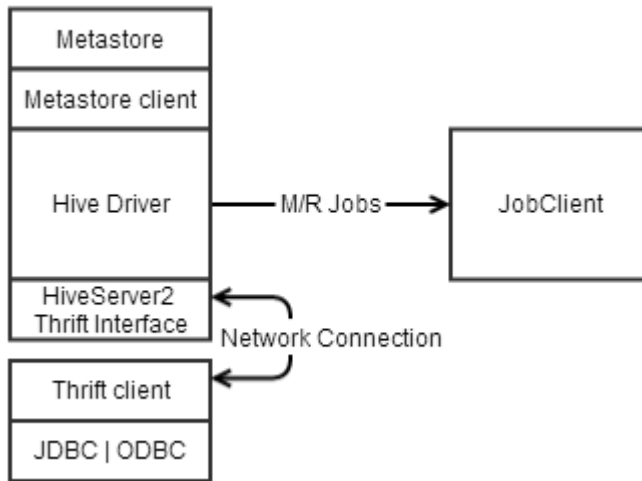 Metastore
Metastore client
Hive Driver
M/R Jobs
JobClient
HiveServer2
Thrift Interface
Network Connection
Thrift client
JDBC | ODBC